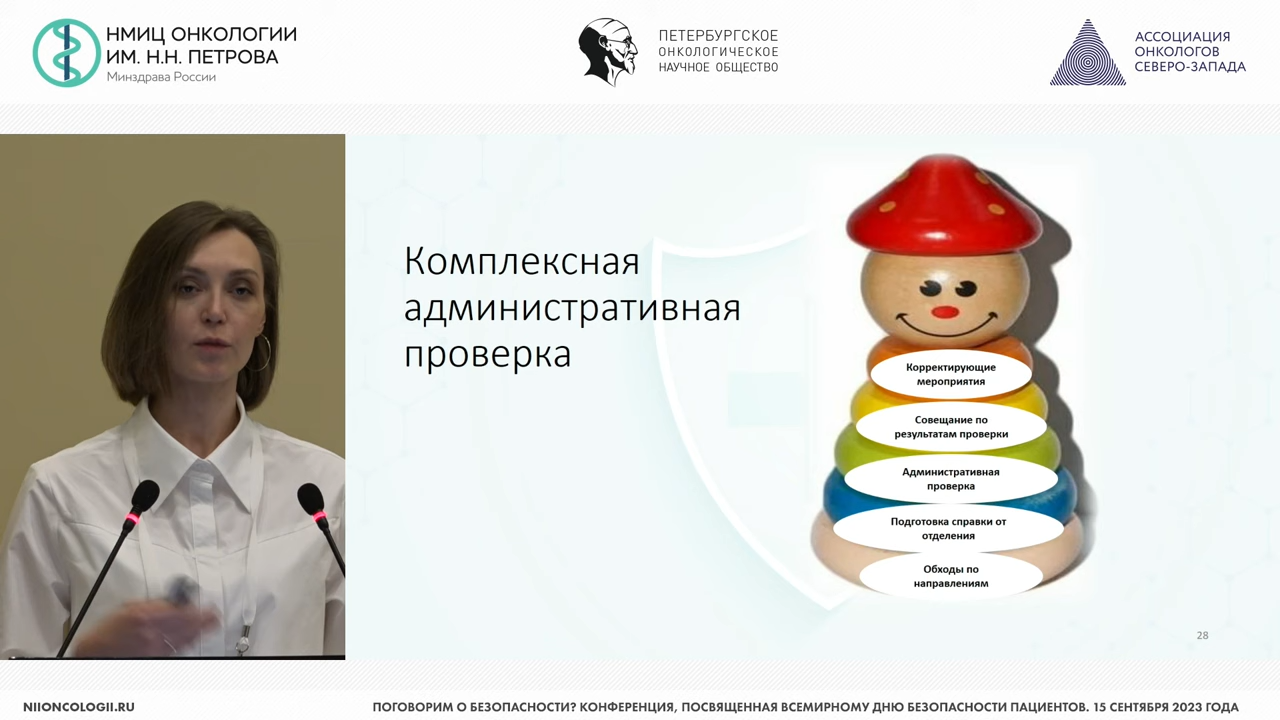 НМИЦ ОНКОЛОГИИ
ИМ. Н.Н. ПЕТРОВА
Минздрава России
ПЕТЕРБУРГСКОЕ
ОНКОЛОГИЧЕСКОЕ
НАУЧНОЕ ОБЩЕСТВО
АССОЦИАЦИЯ
ОНКОЛОГОВ
СЕВЕРО-ЗАПАДА
Комплексная
административная
проверка
Корректирующие
мероприятия
Совещание по
результатам проверки
Административная
проверка
Подготовка справки от
отделения
Обходы по
направлениям
28
NIIONCOLOGII.RU
ПОГОВОРИМ О БЕЗОПАСНОСТИ? КОНФЕРЕНЦИЯ, ПОСВЯЩЕННАЯ ВСЕМИРНОМУ ДНЮ БЕЗОПАСНОСТИ ПАЦИЕНТОВ. 15 СЕНТЯБРЯ 2023 ГОДА